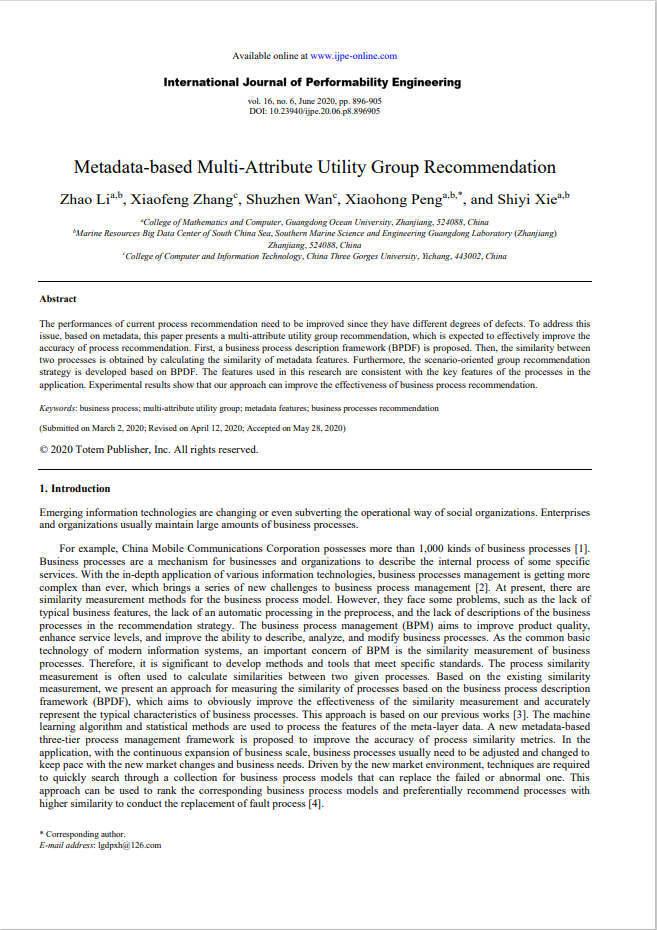 Available online at www.ijpe-online.com
International Journal of Performability Engineering
vol. 16, no. 6, June 2020, pp. 896-905
DOI: 10.23940/ijpe.20.06.p8.896905
Metadata-based Multi-Attribute Utility Group Recommendation
Zhao Li^a,b, Xiaofeng Zhang^c, Shuzhen Wan^c, Xiaohong Peng^a,b,*, and Shiyi Xie^a,b
^aCollege of Mathematics and Computer, Guangdong Ocean University, Zhanjiang, 524088, China
^bMarine Resources Big Data Center of South China Sea, Southern Marine Science and Engineering Guangdong Laboratory (Zhanjiang)
Zhanjiang, 524088, China
^cCollege of Computer and Information Technology, China Three Gorges University, Yichang, 443002, China
Abstract
The performances of current process recommendation need to be improved since they have different degrees of defects. To address this
issue, based on metadata, this paper presents a multi-attribute utility group recommendation, which is expected to effectively improve the
accuracy of process recommendation. First, a business process description framework (BPDF) is proposed. Then, the similarity between
two processes is obtained by calculating the similarity of metadata features. Furthermore, the scenario-oriented group recommendation
strategy is developed based on BPDF. The features used in this research are consistent with the key features of the processes in the
application. Experimental results show that our approach can improve the effectiveness of business process recommendation.
Keywords: business process; multi-attribute utility group; metadata features; business processes recommendation
(Submitted on March 2, 2020; Revised on April 12, 2020; Accepted on May 28, 2020)
© 2020 Totem Publisher, Inc. All rights reserved.
1. Introduction
Emerging information technologies are changing or even subverting the operational way of social organizations. Enterprises
and organizations usually maintain large amounts of business processes.
For example, China Mobile Communications Corporation possesses more than 1,000 kinds of business processes [1].
Business processes are a mechanism for businesses and organizations to describe the internal process of some specific
services. With the in-depth application of various information technologies, business processes management is getting more
complex than ever, which brings a series of new challenges to business process management [2]. At present, there are
similarity measurement methods for the business process model. However, they face some problems, such as the lack of
typical business features, the lack of an automatic processing in the preprocess, and the lack of descriptions of the business
processes in the recommendation strategy. The business process management (BPM) aims to improve product quality,
enhance service levels, and improve the ability to describe, analyze, and modify business processes. As the common basic
technology of modern information systems, an important concern of BPM is the similarity measurement of business
processes. Therefore, it is significant to develop methods and tools that meet specific standards. The process similarity
measurement is often used to calculate similarities between two given processes. Based on the existing similarity
measurement, we present an approach for measuring the similarity of processes based on the business process description
framework (BPDF), which aims to obviously improve the effectiveness of the similarity measurement and accurately
represent the typical characteristics of business processes. This approach is based on our previous works [3]. The machine
learning algorithm and statistical methods are used to process the features of the meta-layer data. A new metadata-based
three-tier process management framework is proposed to improve the accuracy of process similarity metrics. In the
application, with the continuous expansion of business scale, business processes usually need to be adjusted and changed to
keep pace with the new market changes and business needs. Driven by the new market environment, techniques are required
to quickly search through a collection for business process models that can replace the failed or abnormal one. This
approach can be used to rank the corresponding business process models and preferentially recommend processes with
higher similarity to conduct the replacement of fault process [4].
* Corresponding author.
E-mail address: lgdpxh@126.com